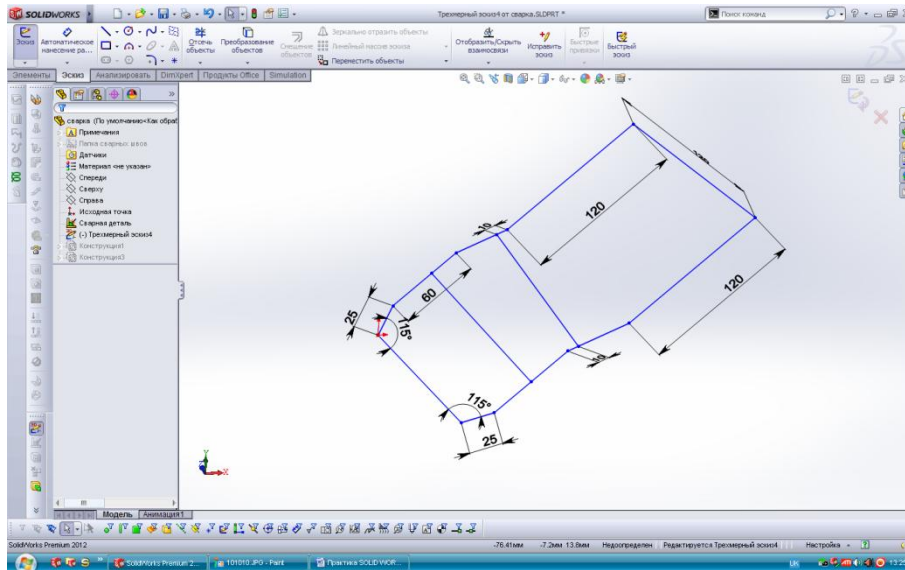 SOLIDWORKS
Трехмерный эскиз4 от сварка.SLDPRT *
Поиск команд
Эскиз
Автоматическое нанесение ра...
Отсечь объекты
Преобразование объектов
Смещение объектов
Зеркально отразить объекты
Линейный массив эскиза
Переместить объекты
Отобразить/Скрыть взаимосвязи
Исправить эскиз
Быстрые привязки
Быстрый эскиз
Элементы
Эскиз
Анализировать
DimXpert
Продукты Office
Simulation
сварка (По умолчанию<Как обраб
Примечания
Папка сварных швов
Датчики
Материал <не указан>
Спереди
Сверху
Справа
Исходная точка
Сварная деталь
(-) Трехмерный эскиз4
Конструкция1
Конструкция3
120
10
60
120
25
115°
10
115°
25
Y
X
Модель
Анимация1
SolidWorks Premium 2012
-76.41мм
-7.2мм
13.8мм
Недоопределен
Редактируется Трехмерный эскиз4
Настройка
SolidWorks Premium 2...
101010.JPG - Paint
Практика SOLID WOR...
UK
13:25